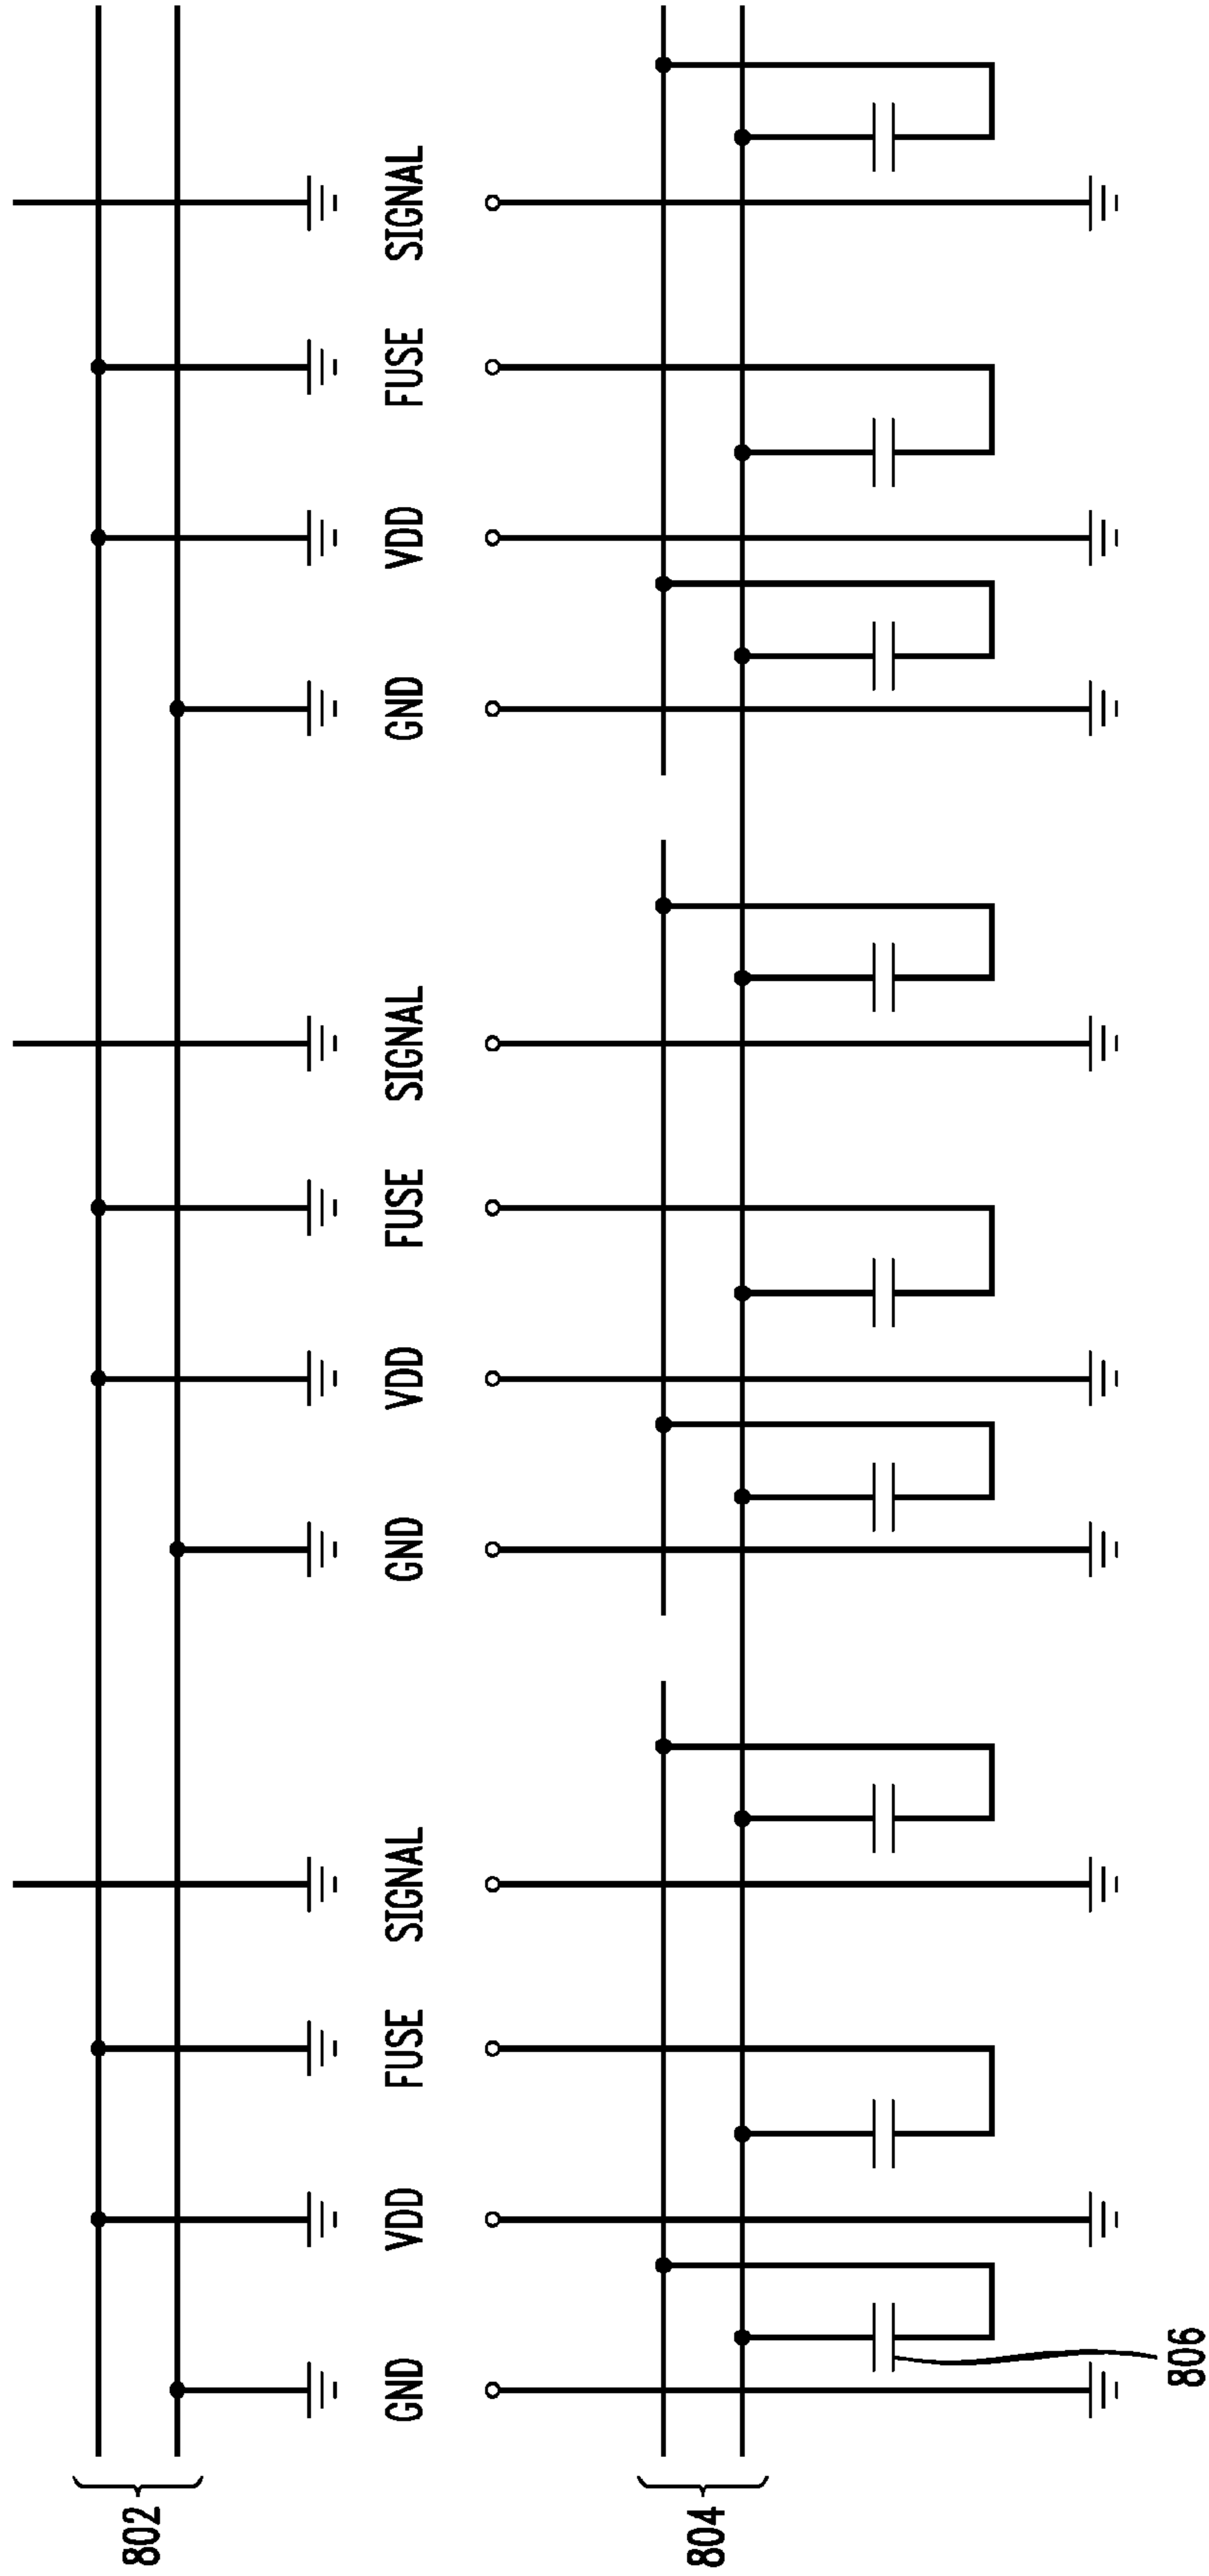 802
GND
VDD
FUSE
SIGNAL
GND
VDD
FUSE
SIGNAL
GND
VDD
FUSE
SIGNAL
804
806